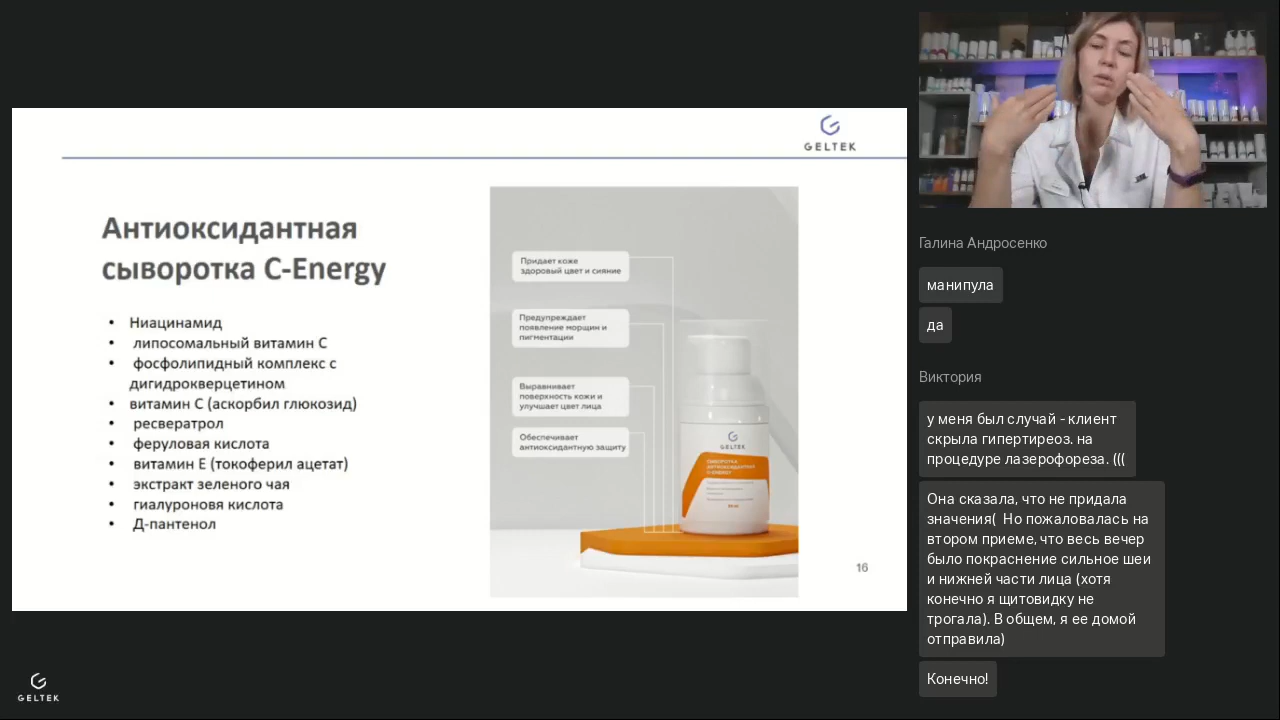 GELTEK
Антиоксидантная
сыворотка C-Energy
• Ниацинамид
• липосомальный витамин С
• фосфолипидный комплекс с
дигидрокверцетином
• витамин С (аскорбил глюкозид)
• ресвератрол
• феруловая кислота
• витамин Е (токоферил ацетат)
• экстракт зеленого чая
• гиалуроновя кислота
• Д-пантенол
Придает коже
здоровый цвет и сияние
Предупреждает
появление морщин и
пигментации
Выравнивает
поверхность кожи и
улучшает цвет лица
Обеспечивает
антиоксидантную защиту
GELTEK
СЫВОРОТКА
АНТИОКСИДАНТНАЯ
C-ENERGY
16
GELTEK
Галина Андросенко
манипула
да
Виктория
у меня был случай - клиент
скрыла гипертиреоз. на
процедуре лазерофореза. (((
Она сказала, что не придала
значения( Но пожаловалась на
втором приеме, что весь вечер
было покраснение сильное шеи
и нижней части лица (хотя
конечно я щитовидку не
трогала). В общем, я ее домой
отправила)
Конечно!